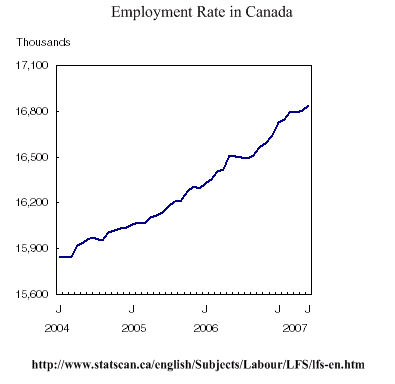 Employment Rate in Canada
Thousands
17,100
16,800
16,500
16,200
15,900
15,600
J J J J J
2004 2005 2006 2007
http://www.statscan.ca/english/Subjects/Labour/LFS/lfs-en.htm